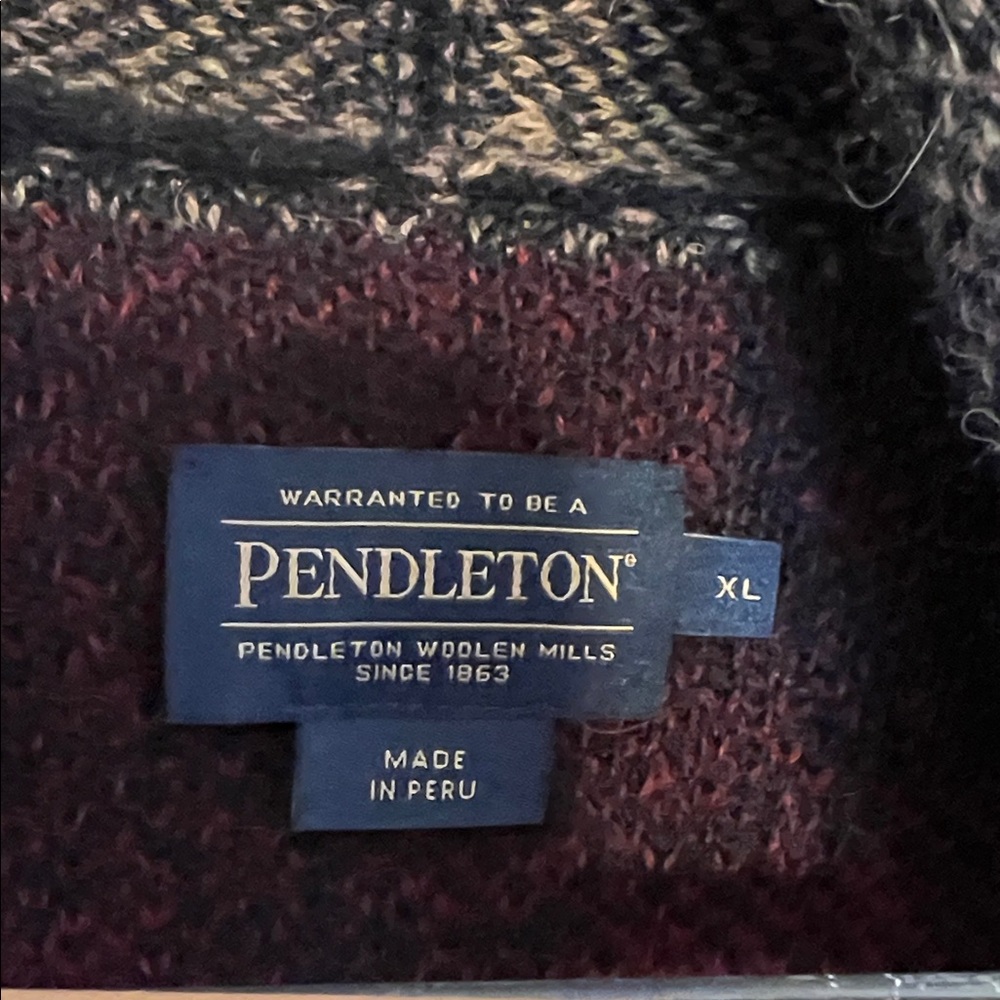 WARRANTED TO BE A
PENDLETON®
XL
PENDLETON WOOLEN MILLS
SINCE 1863
MADE
IN PERU